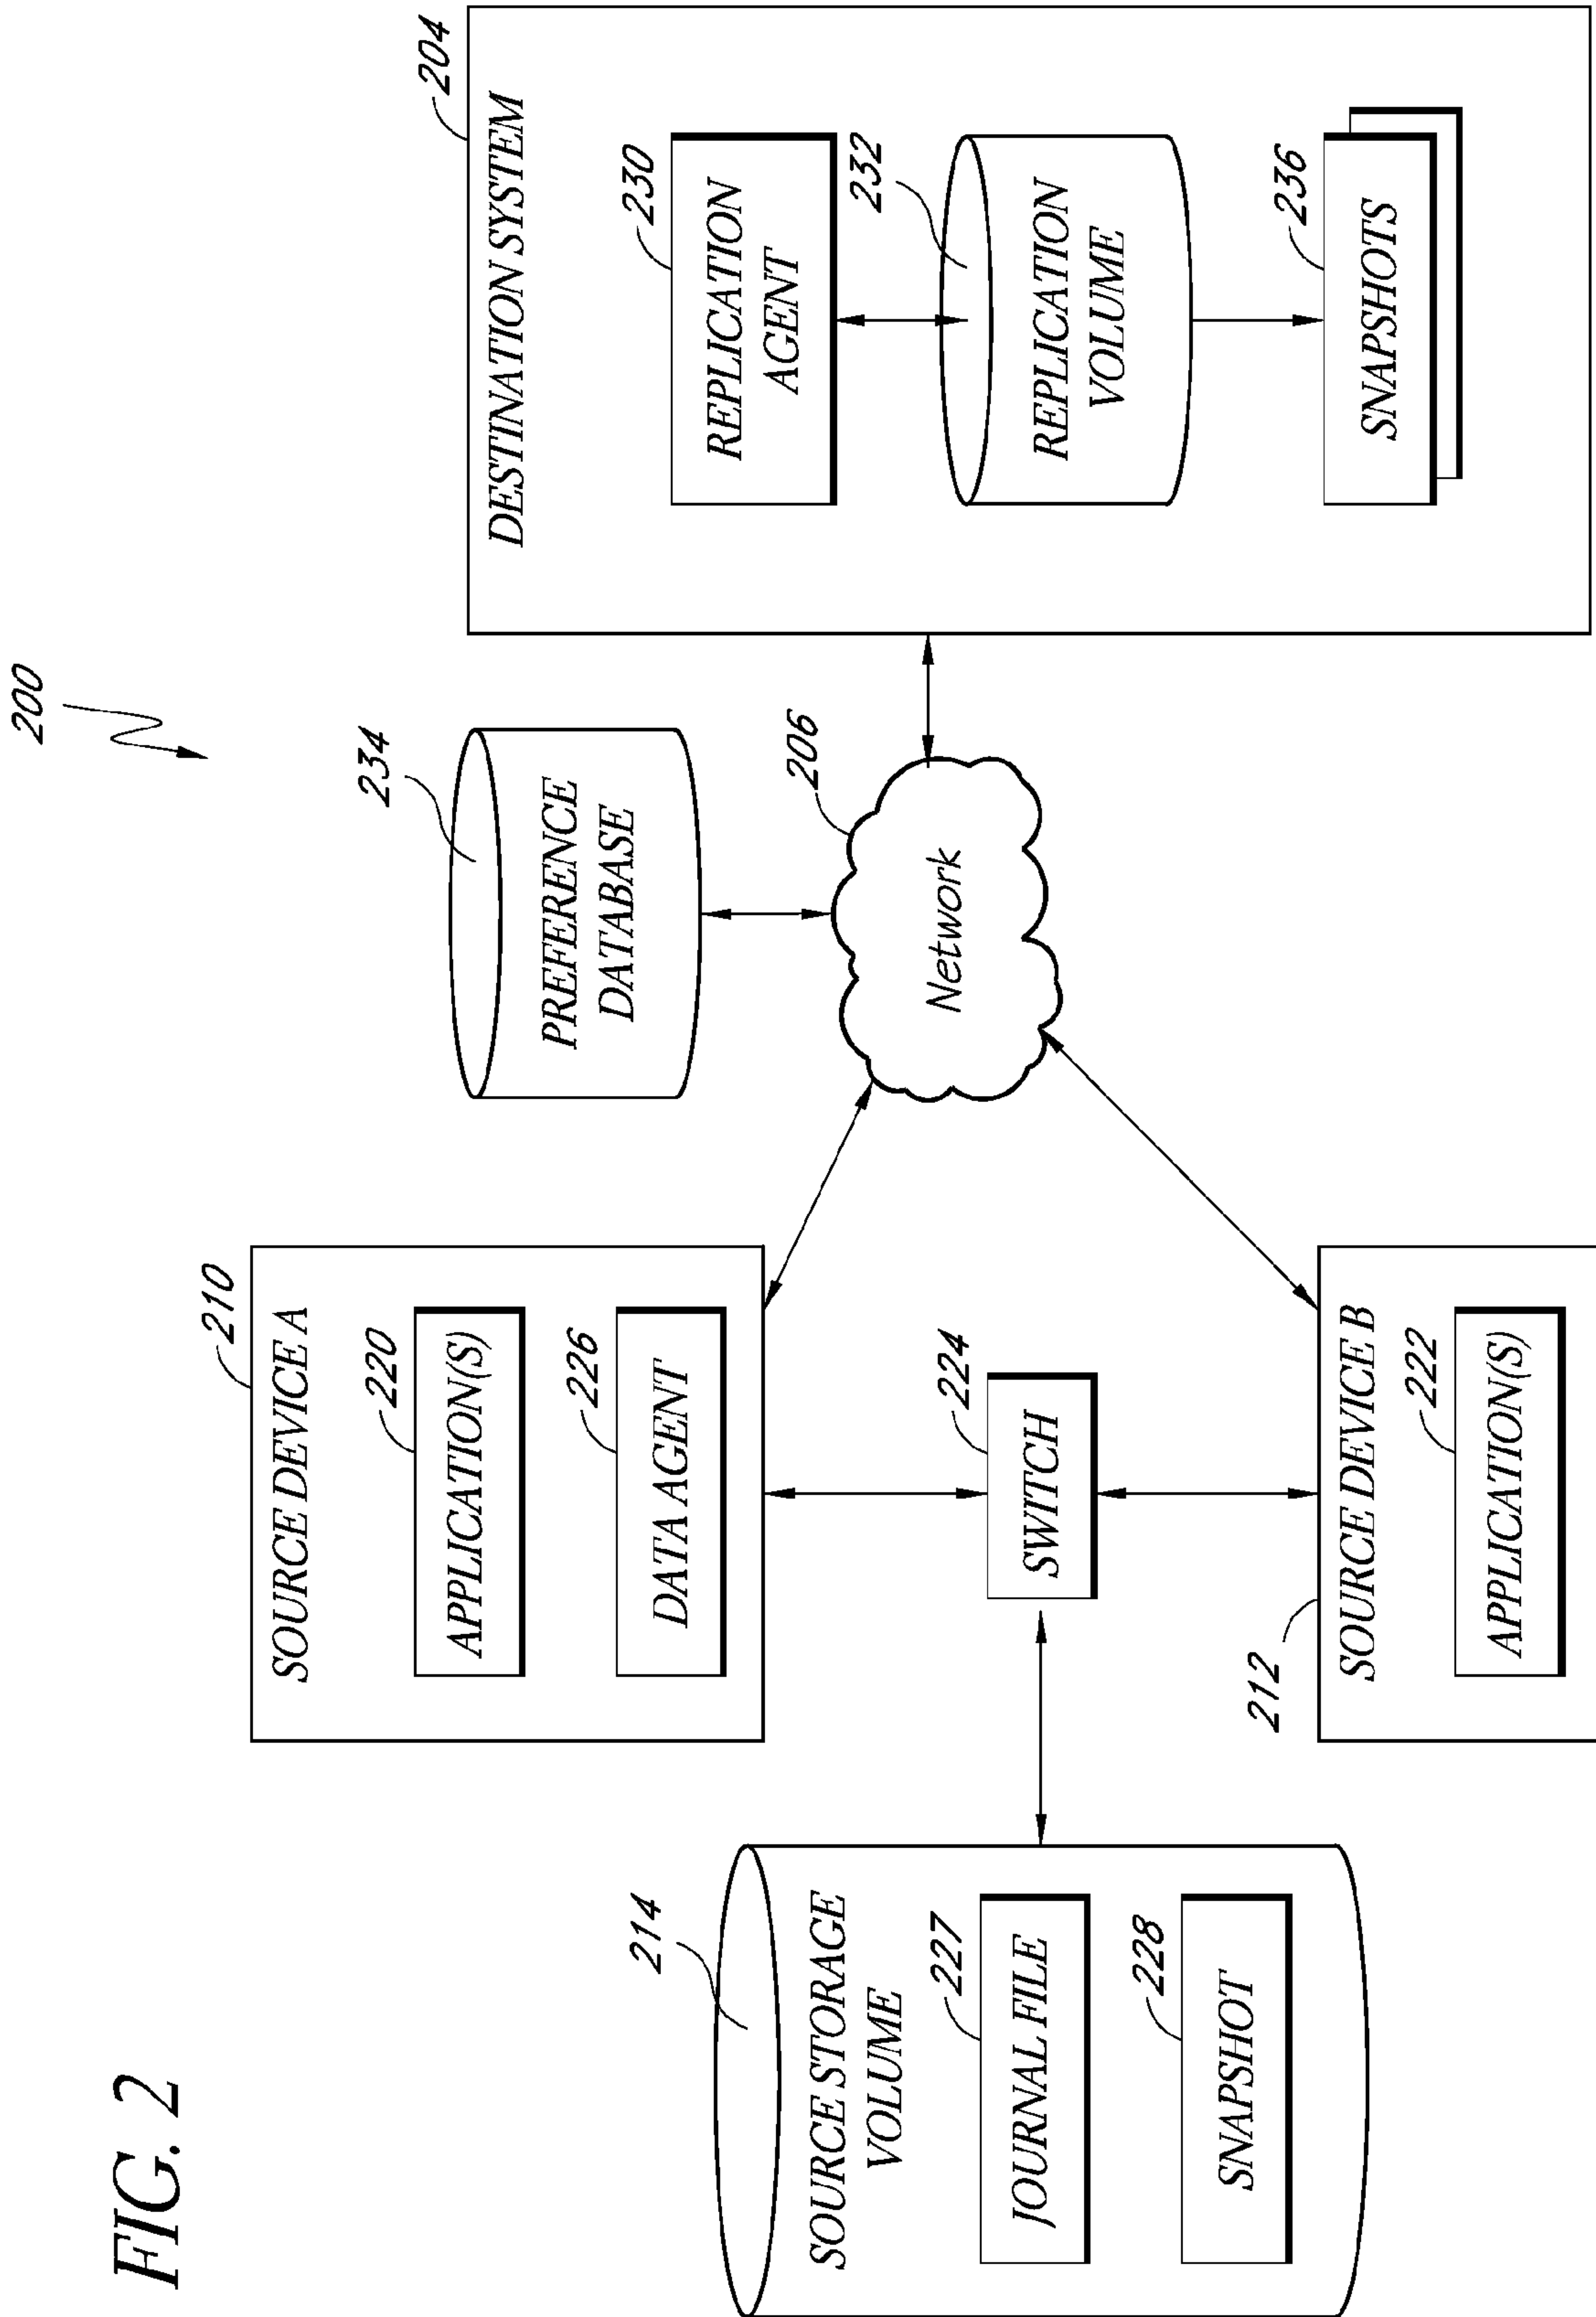 FIG. 2
200
214
SOURCE STORAGE
VOLUME
227
JOURNAL FILE
228
SNAPSHOT
210
SOURCE DEVICE A
220
APPLICATION(S)
226
DATA AGENT
224
SWITCH
212
SOURCE DEVICE B
222
APPLICATION(S)
234
PREFERENCE
DATABASE
206
Network
204
DESTINATION SYSTEM
230
REPLICATION
AGENT
232
REPLICATION
VOLUME
236
SNAPSHOTS